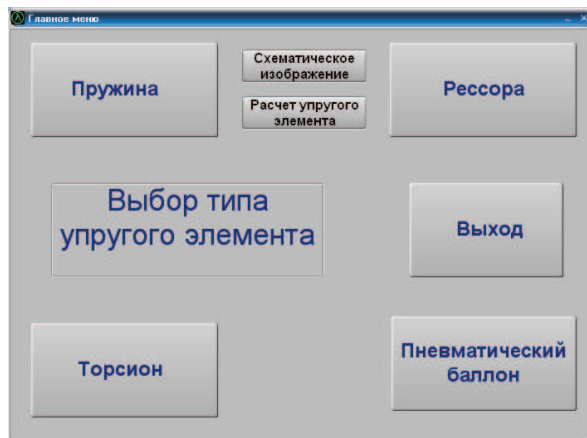 Главное меню
Пружина
Схематическое
изображение
Расчет упругого
элемента
Рессора
Выбор типа
упругого элемента
Выход
Торсион
Пневматический
баллон